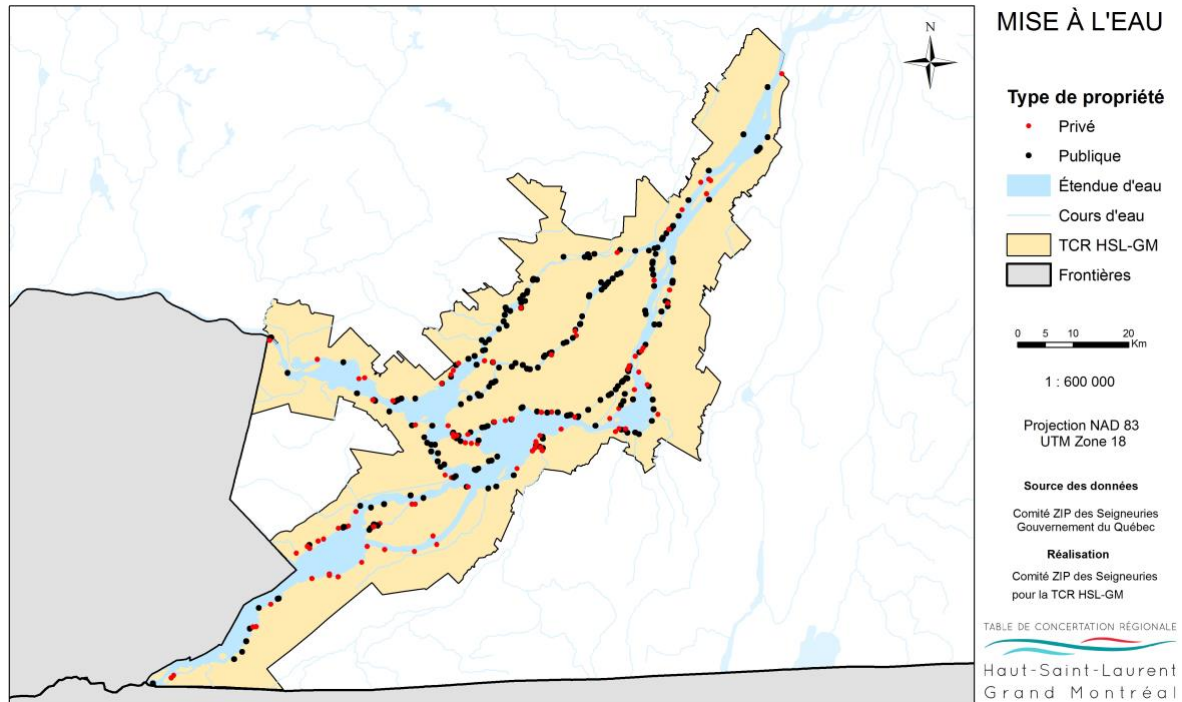 MISE À L'EAU
N
Type de propriété
Privé
Publique
Étendue d'eau
Cours d'eau
TCR HSL-GM
Frontières
0 5 10 20
Km
1 : 600 000
Projection NAD 83
UTM Zone 18
Source des données
Comité ZIP des Seigneuries
Gouvernement du Québec
Réalisation
Comité ZIP des Seigneuries
pour la TCR HSL-GM
TABLE DE CONCERTATION RÉGIONALE
Haut-Saint-Laurent
Grand Montréal